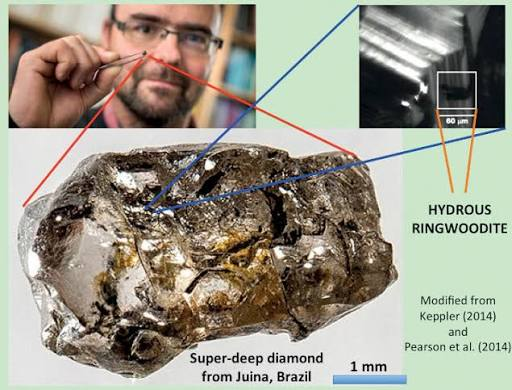 60 µm
HYDROUS
RINGWOODITE
Modified from
Keppler (2014)
and
Pearson et al. (2014)
Super-deep diamond
from Juina, Brazil
1 mm